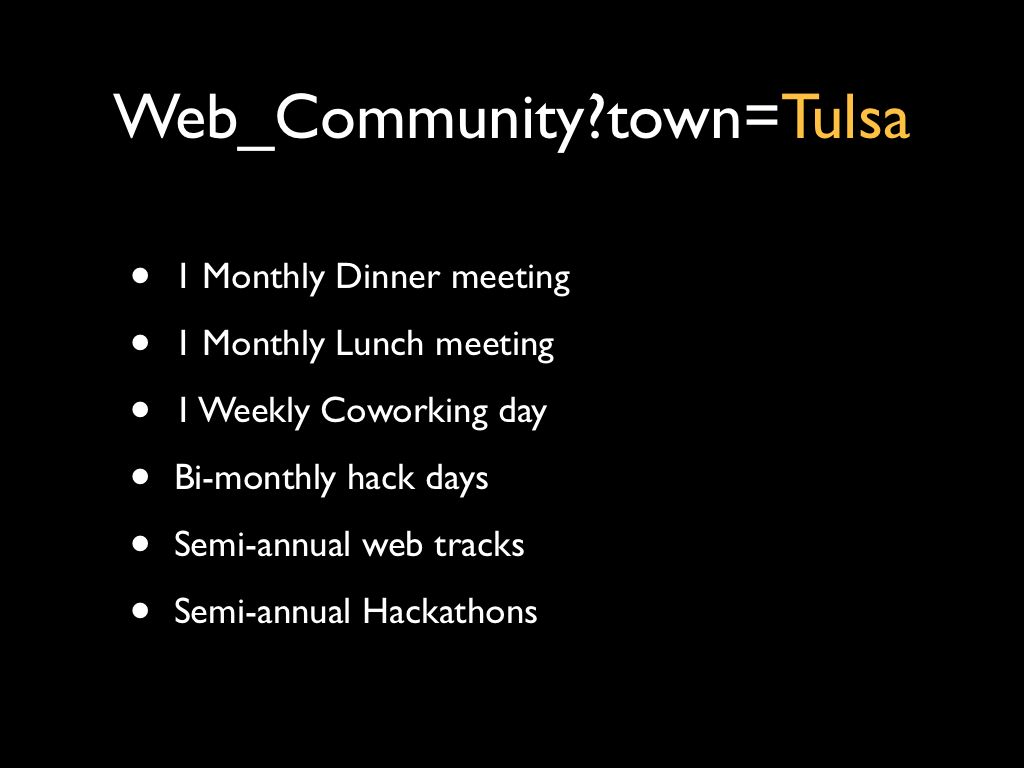 Web_Community?town=Tulsa
• 1 Monthly Dinner meeting
• 1 Monthly Lunch meeting
• 1 Weekly Coworking day
• Bi-monthly hack days
• Semi-annual web tracks
• Semi-annual Hackathons